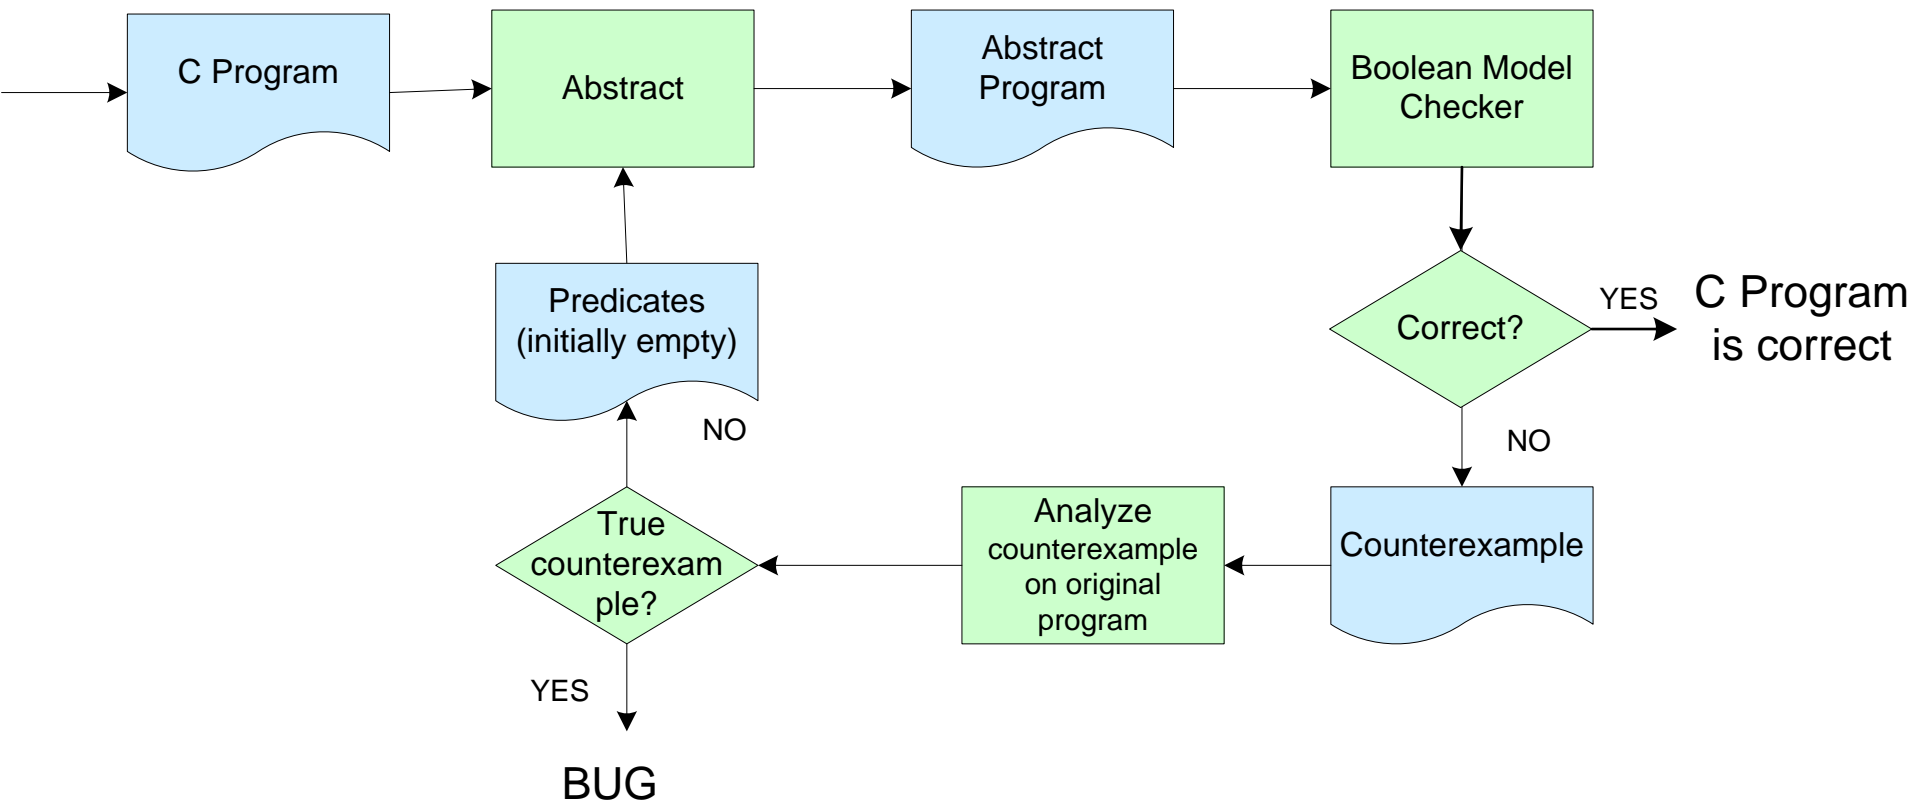 C Program
Abstract
Abstract
Program
Boolean Model
Checker
Predicates
(initially empty)
Correct?
YES
C Program
is correct
NO
NO
True
counterexam
ple?
Analyze
counterexample
on original
program
Counterexample
YES
BUG